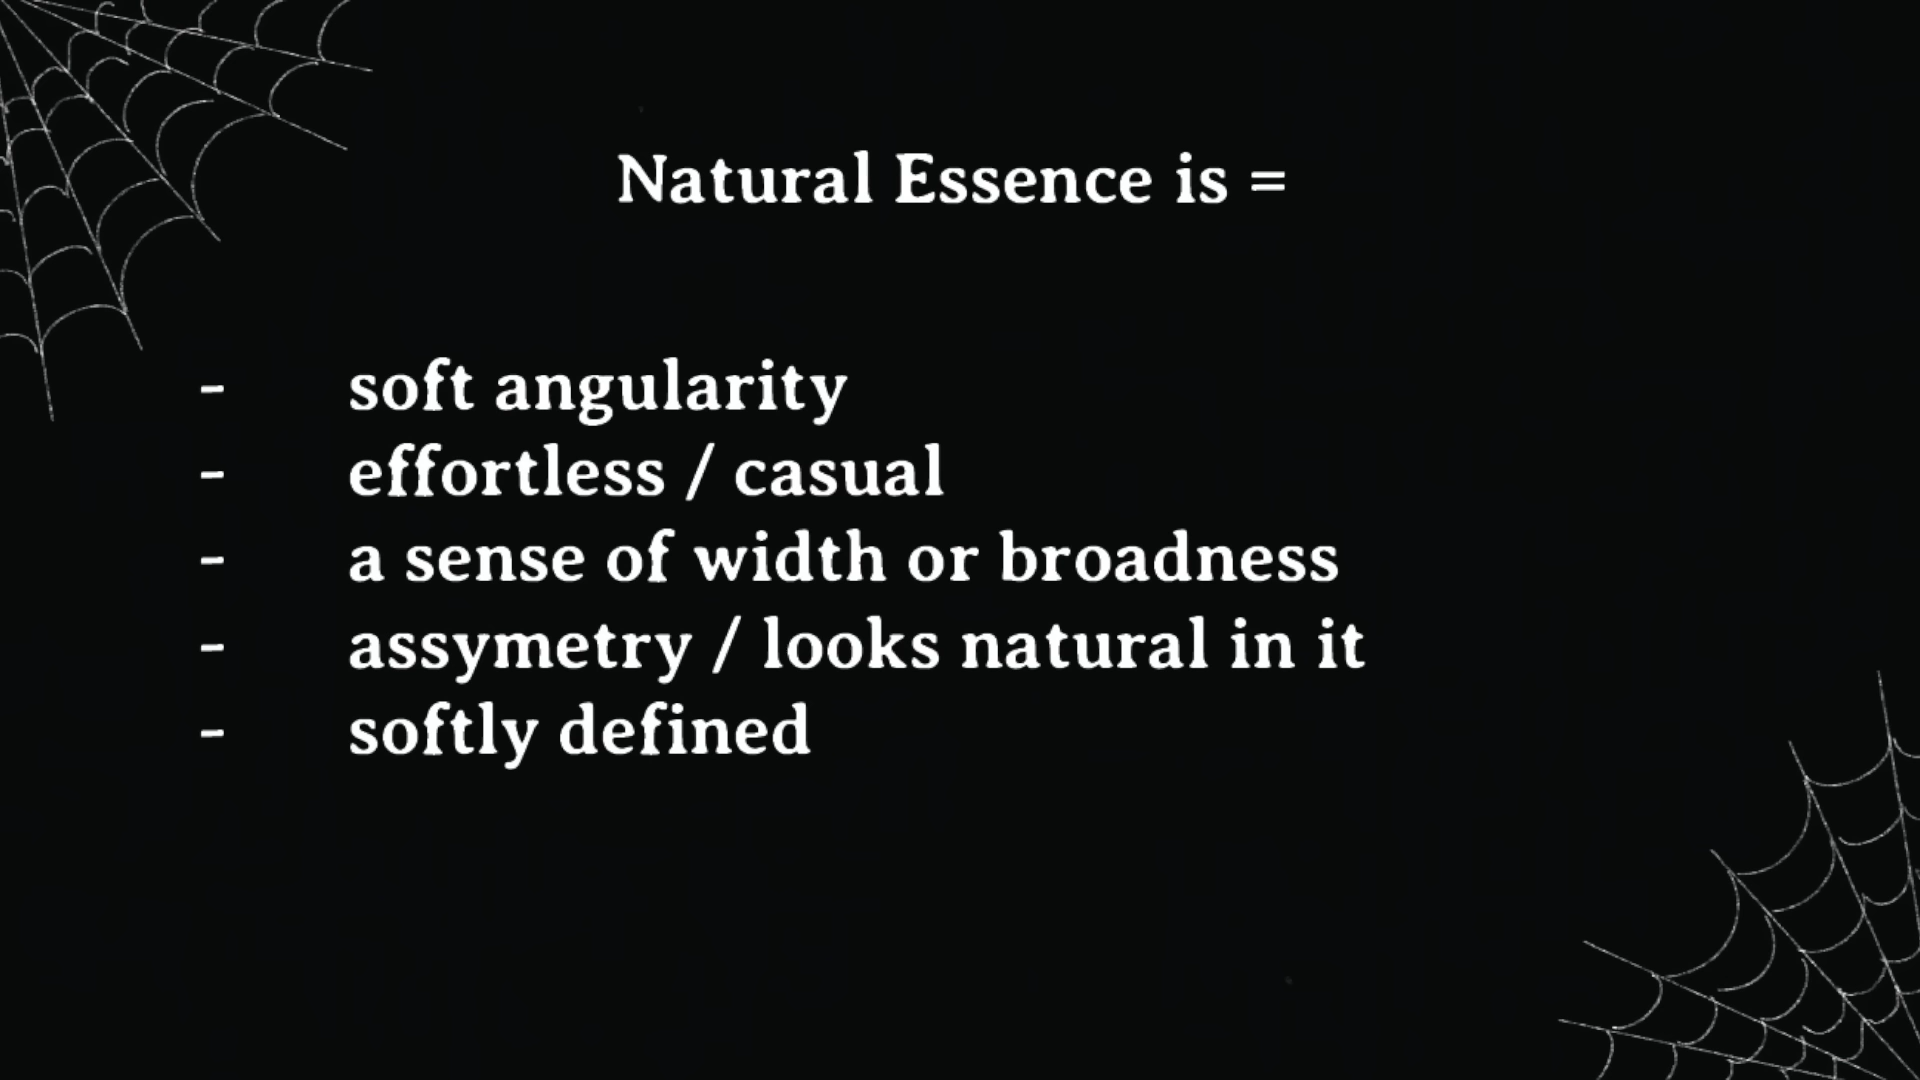 Natural Essence is =
- soft angularity
- effortless / casual
- a sense of width or broadness
- assymetry / looks natural in it
- softly defined